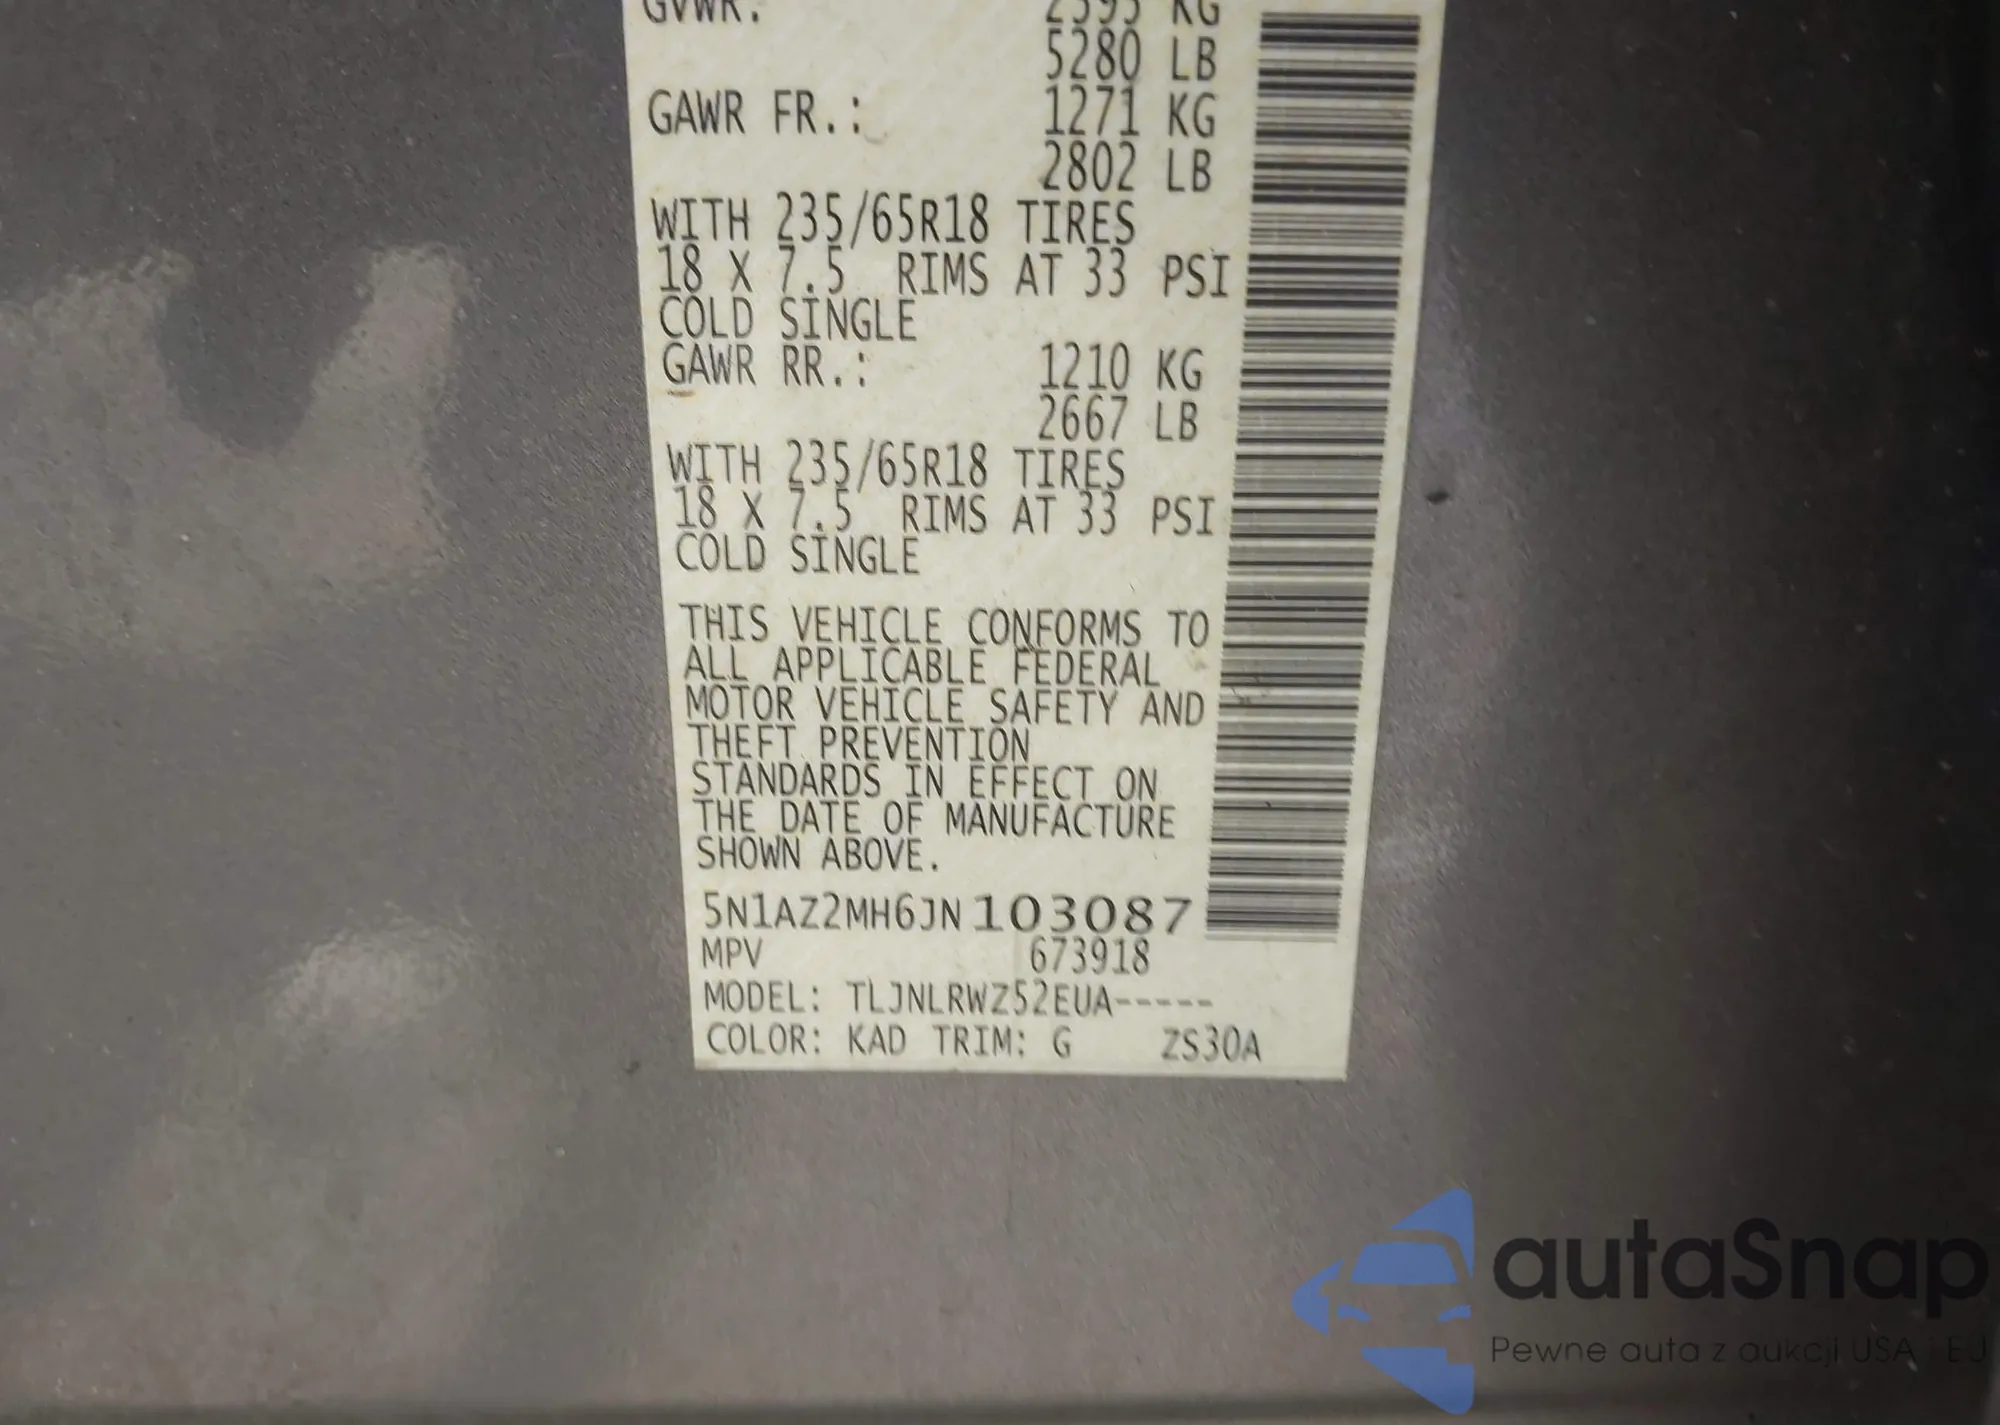 GVWR: 2395 KG
5280 LB
GAWR FR.: 1271 KG
2802 LB
WITH 235/65R18 TIRES
18 X 7.5 RIMS AT 33 PSI
COLD SINGLE
GAWR RR.: 1210 KG
2667 LB
WITH 235/65R18 TIRES
18 X 7.5 RIMS AT 33 PSI
COLD SINGLE
THIS VEHICLE CONFORMS TO
ALL APPLICABLE FEDERAL
MOTOR VEHICLE SAFETY AND
THEFT PREVENTION
STANDARDS IN EFFECT ON
THE DATE OF MANUFACTURE
SHOWN ABOVE.
5N1AZ2MH6JN103087
MPV 673918
MODEL: TLJNLRWZ52EUA-----
COLOR: KAD TRIM: G ZS30A
autaSnap
Pewne auta z aukcji USA i EU